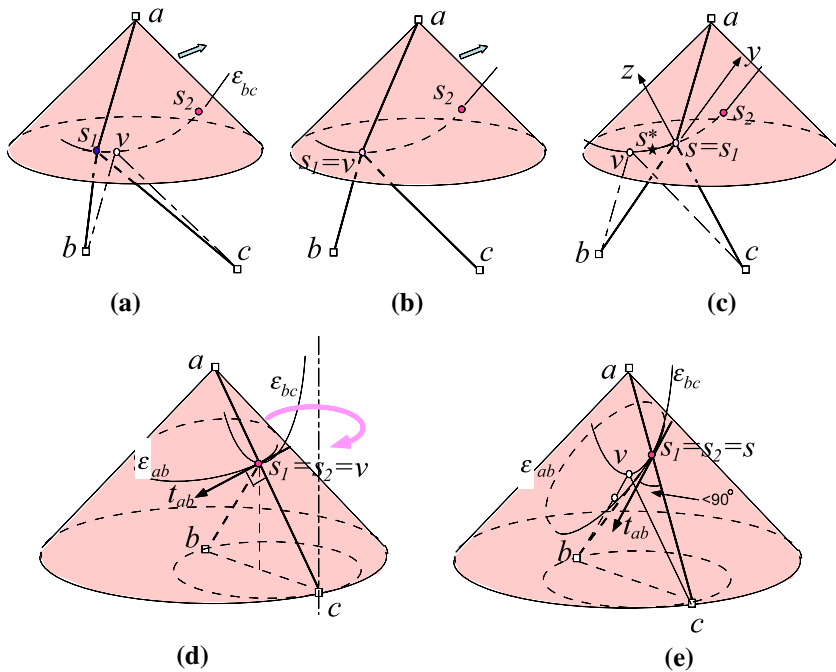 a
ε_bc
s_1
v
s_2
b
c
(a)
a
s_2
s_1=v
b
c
(b)
a
z
y
s_2
s*
v
s=s_1
b
c
(c)
a
ε_bc
ε_ab
s_1=s_2=v
t_ab
b
c
(d)
a
ε_bc
v
s_1=s_2=s
ε_ab
<90°
t_ab
b
c
(e)